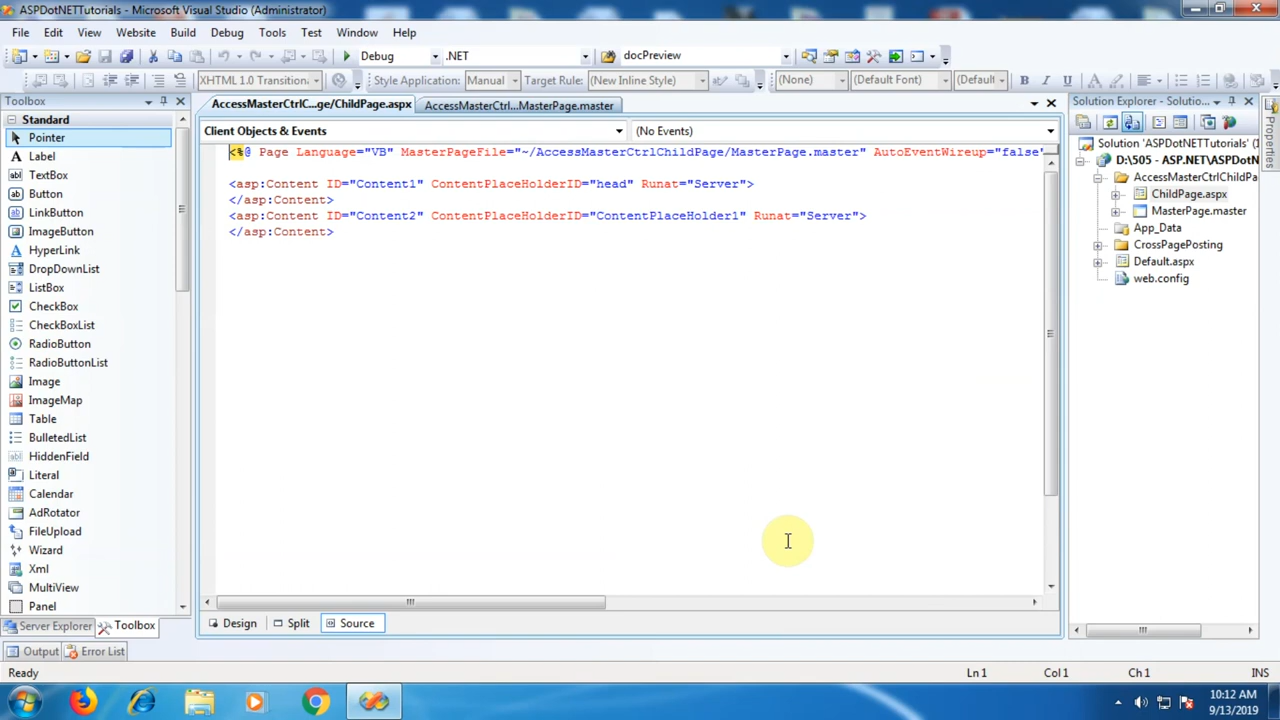 ASPDotNETTutorials - Microsoft Visual Studio (Administrator)
File Edit View Website Build Debug Tools Test Window Help
Debug .NET docPreview
XHTML 1.0 Transition Style Application: Manual Target Rule: (New Inline Style) (None) (Default Font) (Default B I U A
Toolbox
AccessMasterCtrlC...ge/ChildPage.aspx AccessMasterCtrl...MasterPage.master
Solution Explorer - Solutio...
Standard
Pointer
Label
TextBox
Button
LinkButton
ImageButton
HyperLink
DropDownList
ListBox
CheckBox
CheckBoxList
RadioButton
RadioButtonList
Image
ImageMap
Table
BulletedList
HiddenField
Literal
Calendar
AdRotator
FileUpload
Wizard
Xml
MultiView
Panel
Server Explorer Toolbox
Client Objects & Events (No Events)
<%@ Page Language="VB" MasterPageFile="~/AccessMasterCtrlChildPage/MasterPage.master" AutoEventWireup="false"
<asp:Content ID="Content1" ContentPlaceHolderID="head" Runat="Server">
</asp:Content>
<asp:Content ID="Content2" ContentPlaceHolderID="ContentPlaceHolder1" Runat="Server">
</asp:Content>
Design Split Source
Solution 'ASPDotNETTutorials' (
D:\505 - ASP.NET\ASPDotN
AccessMasterCtrlChildPa
ChildPage.aspx
MasterPage.master
App_Data
CrossPagePosting
Default.aspx
web.config
Properties
Output Error List
Ready Ln 1 Col 1 Ch 1 INS
10:12 AM
9/13/2019